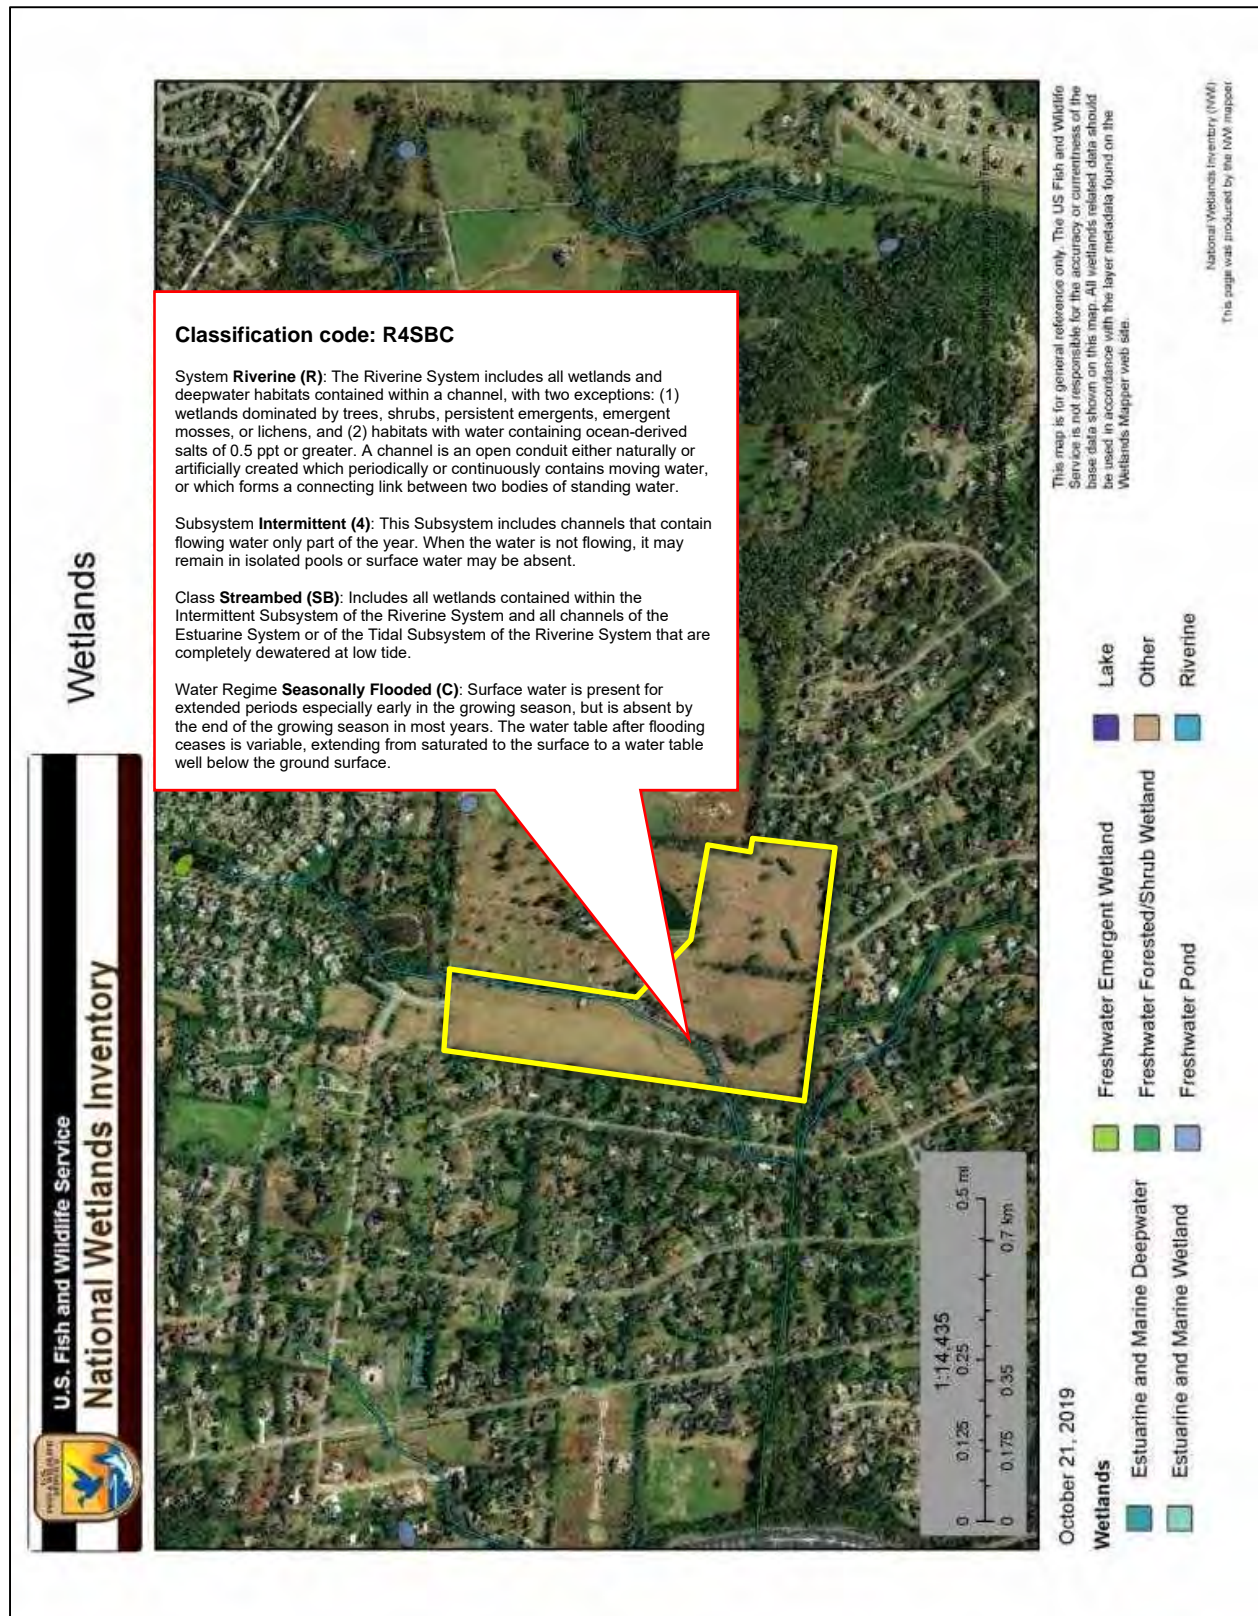 U.S. Fish and Wildlife Service
National Wetlands Inventory
Wetlands
Classification code: R4SBC
System Riverine (R): The Riverine System includes all wetlands and
deepwater habitats contained within a channel, with two exceptions: (1)
wetlands dominated by trees, shrubs, persistent emergents, emergent
mosses, or lichens, and (2) habitats with water containing ocean-derived
salts of 0.5 ppt or greater. A channel is an open conduit either naturally or
artificially created which periodically or continuously contains moving water,
or which forms a connecting link between two bodies of standing water.
Subsystem Intermittent (4): This Subsystem includes channels that contain
flowing water only part of the year. When the water is not flowing, it may
remain in isolated pools or surface water may be absent.
Class Streambed (SB): Includes all wetlands contained within the
Intermittent Subsystem of the Riverine System and all channels of the
Estuarine System or of the Tidal Subsystem of the Riverine System that are
completely dewatered at low tide.
Water Regime Seasonally Flooded (C): Surface water is present for
extended periods especially early in the growing season, but is absent by
the end of the growing season in most years. The water table after flooding
ceases is variable, extending from saturated to the surface to a water table
well below the ground surface.
1:14,435
0 0.125 0.25 0.5 mi
0 0.175 0.35 0.7 km
October 21, 2019
Wetlands
Estuarine and Marine Deepwater
Estuarine and Marine Wetland
Freshwater Emergent Wetland
Freshwater Forested/Shrub Wetland
Freshwater Pond
Lake
Other
Riverine
This map is for general reference only. The US Fish and Wildlife
Service is not responsible for the accuracy or currentness of the
base data shown on this map. All wetlands related data should
be used in accordance with the layer metadata found on the
Wetlands Mapper web site.
National Wetlands Inventory (NWI)
This page was produced by the NWI mapper